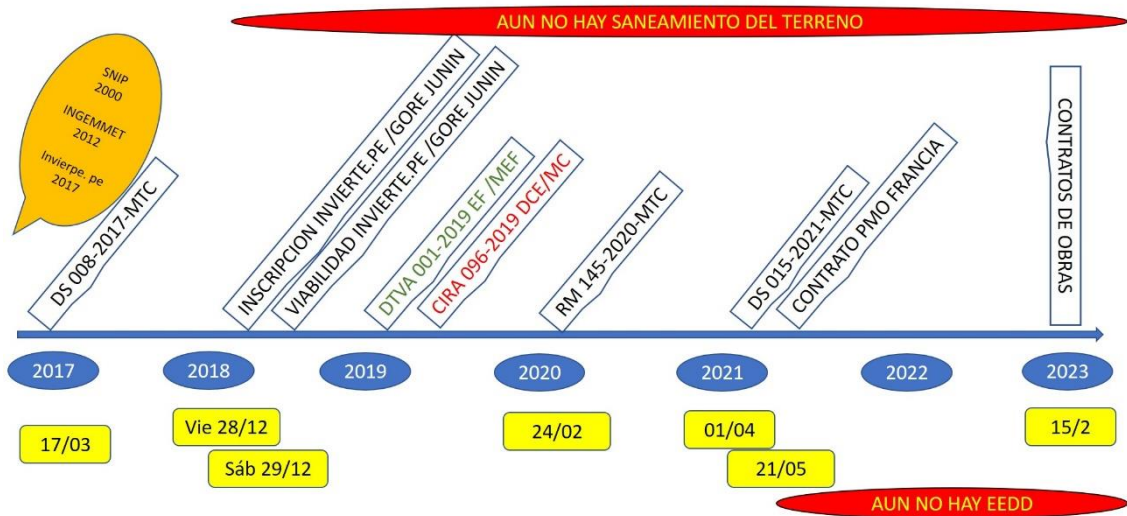 AUN NO HAY SANEAMIENTO DEL TERRENO
SNIP
2000
INGEMMET
2012
Invierpe. pe
2017
DS 008-2017-MTC
INSCRIPCION INVIERTE.PE /GORE JUNIN
VIABILIDAD INVIERTE.PE /GORE JUNIN
DTVA 001-2019 EF /MEF
CIRA 096-2019 DCE/MC
RM 145-2020-MTC
DS 015-2021-MTC
CONTRATO PMO FRANCIA
CONTRATOS DE OBRAS
2017
2018
2019
2020
2021
2022
2023
17/03
Vie 28/12
Sáb 29/12
24/02
01/04
21/05
15/2
AUN NO HAY EEDD